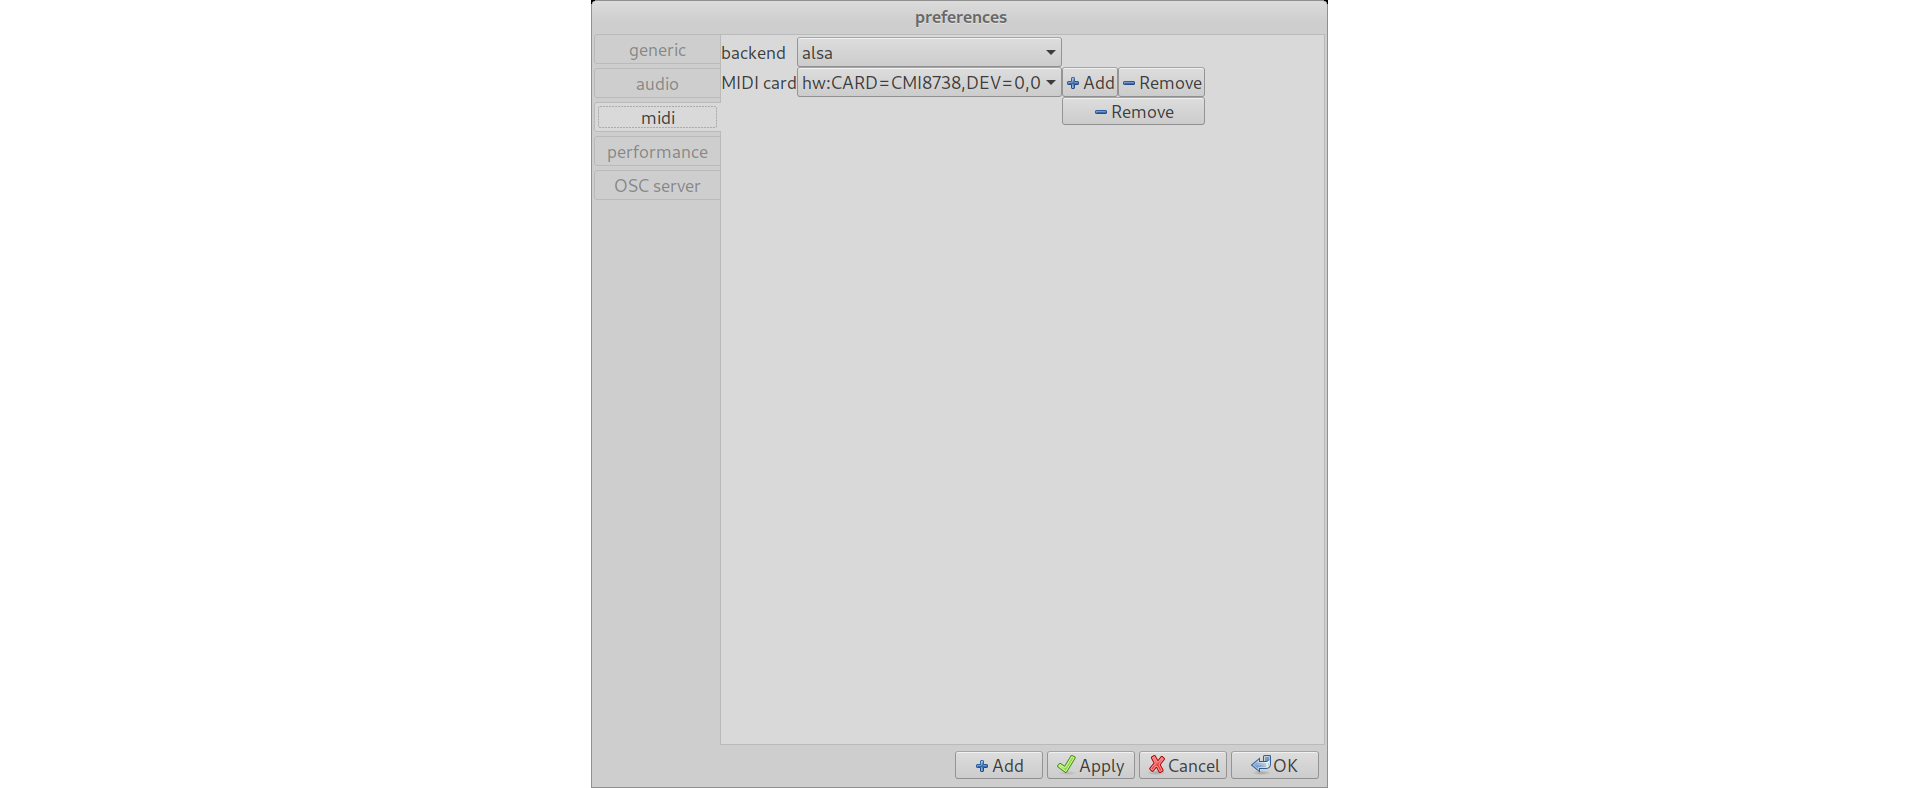 preferences
generic
audio
midi
performance
OSC server
backend alsa
MIDI card hw:CARD=CMI8738,DEV=0,0 Add Remove
Remove
Add Apply Cancel OK